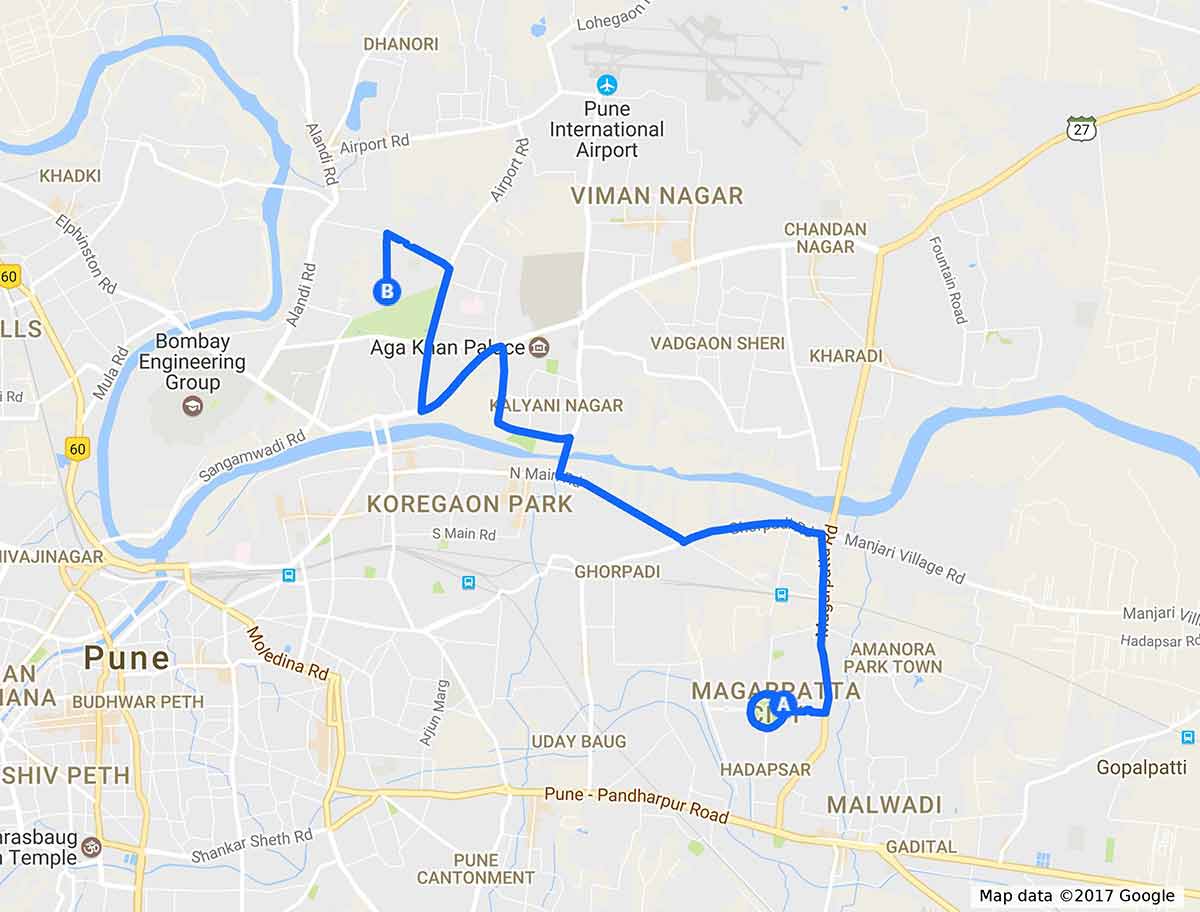 DHANORI
Lohegaon
Pune
International
Airport
27
Airport Rd
Alandi Rd
Airport Rd
KHADKI
VIMAN NAGAR
Elphinston Rd
CHANDAN
NAGAR
Fountain Road
60
Alandi Rd
B
LLS
Bombay
Engineering
Group
Aga Khan Palace
VADGAON SHERI
KHARADI
Mula Rd
i Rd
KALYANI NAGAR
60
Sangamwadi Rd
N Main Rd
KOREGAON PARK
S Main Rd
Ghorpadi Rd
Manjari Village Rd
HIVAJINAGAR
GHORPADI
Manjari Vill
Hadapsar Rd
Moledina Rd
AMANORA
PARK TOWN
Pune
AN
HANA
BUDHWAR PETH
MAGARPATTA
CITY
A
Arjun Marg
UDAY BAUG
HADAPSAR
Gopalpatti
SHIV PETH
Pune - Pandharpur Road
MALWADI
arasbaug
n Temple
Shankar Sheth Rd
GADITAL
PUNE
CANTONMENT
Map data ©2017 Google